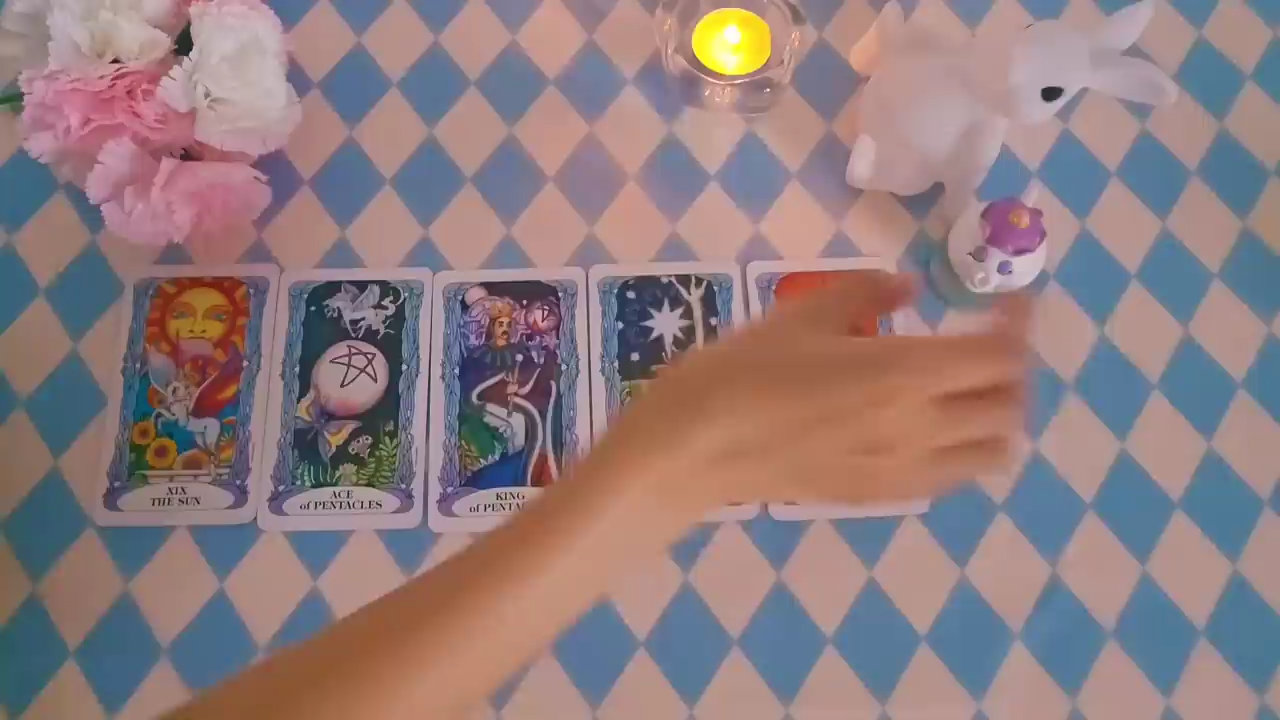 XIX
THE SUN
ACE
of PENTACLES
KING
of PENTA